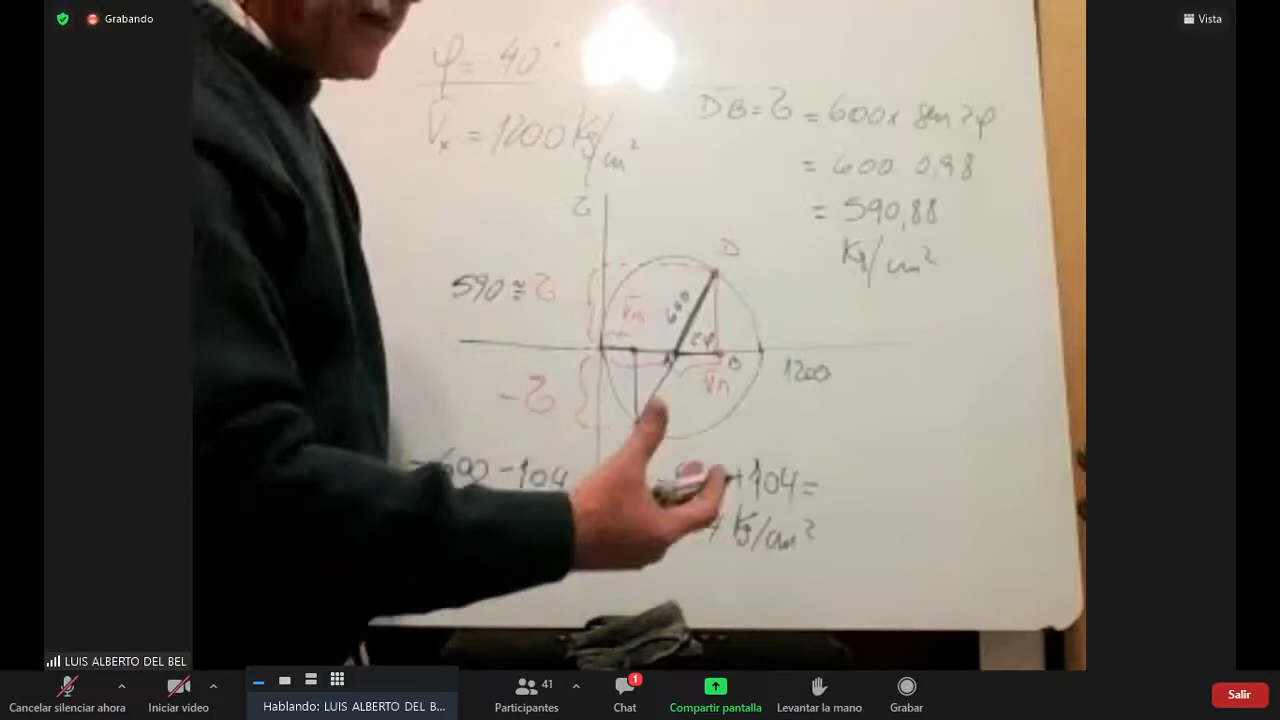 Grabando
Vista
φ = 40°
σx = 1200 Kg/cm²
DB = τ = 600 x sen 2φ
= 600 0,98
= 590,88
Kg/cm²
τ
D
590 ≅ τ
600
σn
2φ
A
B
σn
1200
-τ
600 - 104
+ 104 =
Kg/cm²
LUIS ALBERTO DEL BEL
Cancelar silenciar ahora
Iniciar video
Hablando: LUIS ALBERTO DEL B...
41
Participantes
1
Chat
Compartir pantalla
Levantar la mano
Grabar
Salir